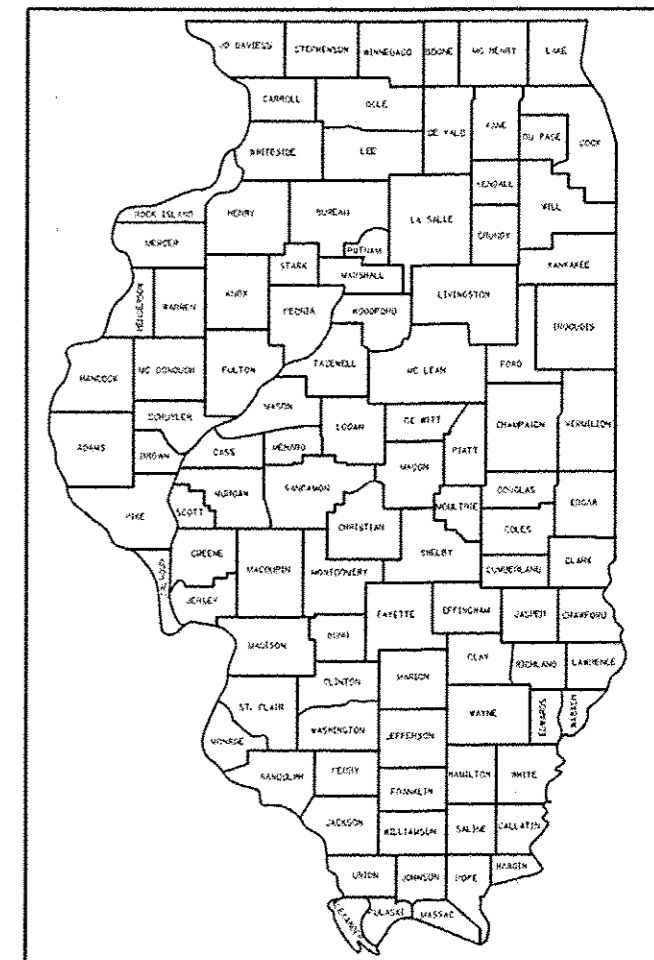 JO DAVIESS STEPHENSON WINNEBAGO BOONE MC HENRY LAKE
CARROLL OGLE
DE KALB KANE DU PAGE COOK
WHITESIDE LEE
KENDALL WILL
ROCK ISLAND HENRY BUREAU LA SALLE
GRUNDY
MERCER PUTNAM
STARK MARSHALL KANKAKEE
HENDERSON WARREN KNOX PEORIA WOODFORD LIVINGSTON IROQUOIS
HANCOCK MC DONOUGH FULTON TAZEWELL MC LEAN FORD
MASON
SCHUYLER LOGAN DE WITT CHAMPAIGN VERMILION
ADAMS BROWN CASS MENARD MACON PIATT
PIKE SCOTT MORGAN SANGAMON DOUGLAS EDGAR
CHRISTIAN MOULTRIE COLES
GREENE SHELBY
CALHOUN MACOUPIN MONTGOMERY CUMBERLAND CLARK
JERSEY
FAYETTE EFFINGHAM JASPER CRAWFORD
MADISON BOND
CLAY RICHLAND LAWRENCE
CLINTON MARION
ST. CLAIR WAYNE EDWARDS WABASH
MONROE WASHINGTON JEFFERSON
RANDOLPH PERRY HAMILTON WHITE
FRANKLIN
JACKSON WILLIAMSON SALINE GALLATIN
UNION JOHNSON POPE HARDIN
ALEXANDER PULASKI MASSAC